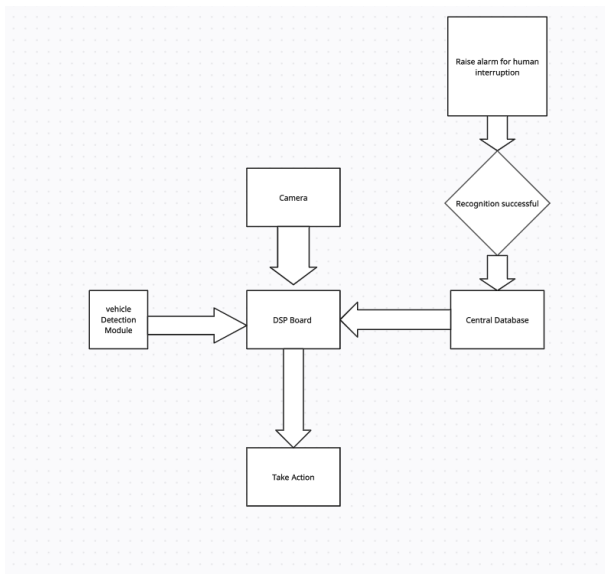 Raise alarm for human
interruption
Recognition successful
Camera
vehicle
Detection
Module
DSP Board
Central Database
Take Action